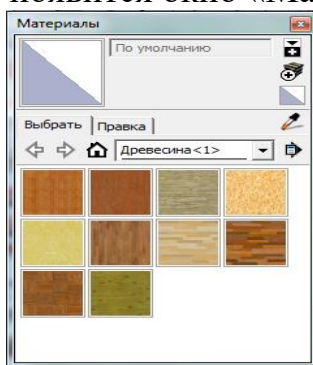 появится окно «Ма
Материалы
По умолчанию
Выбрать Правка
Древесина<1>